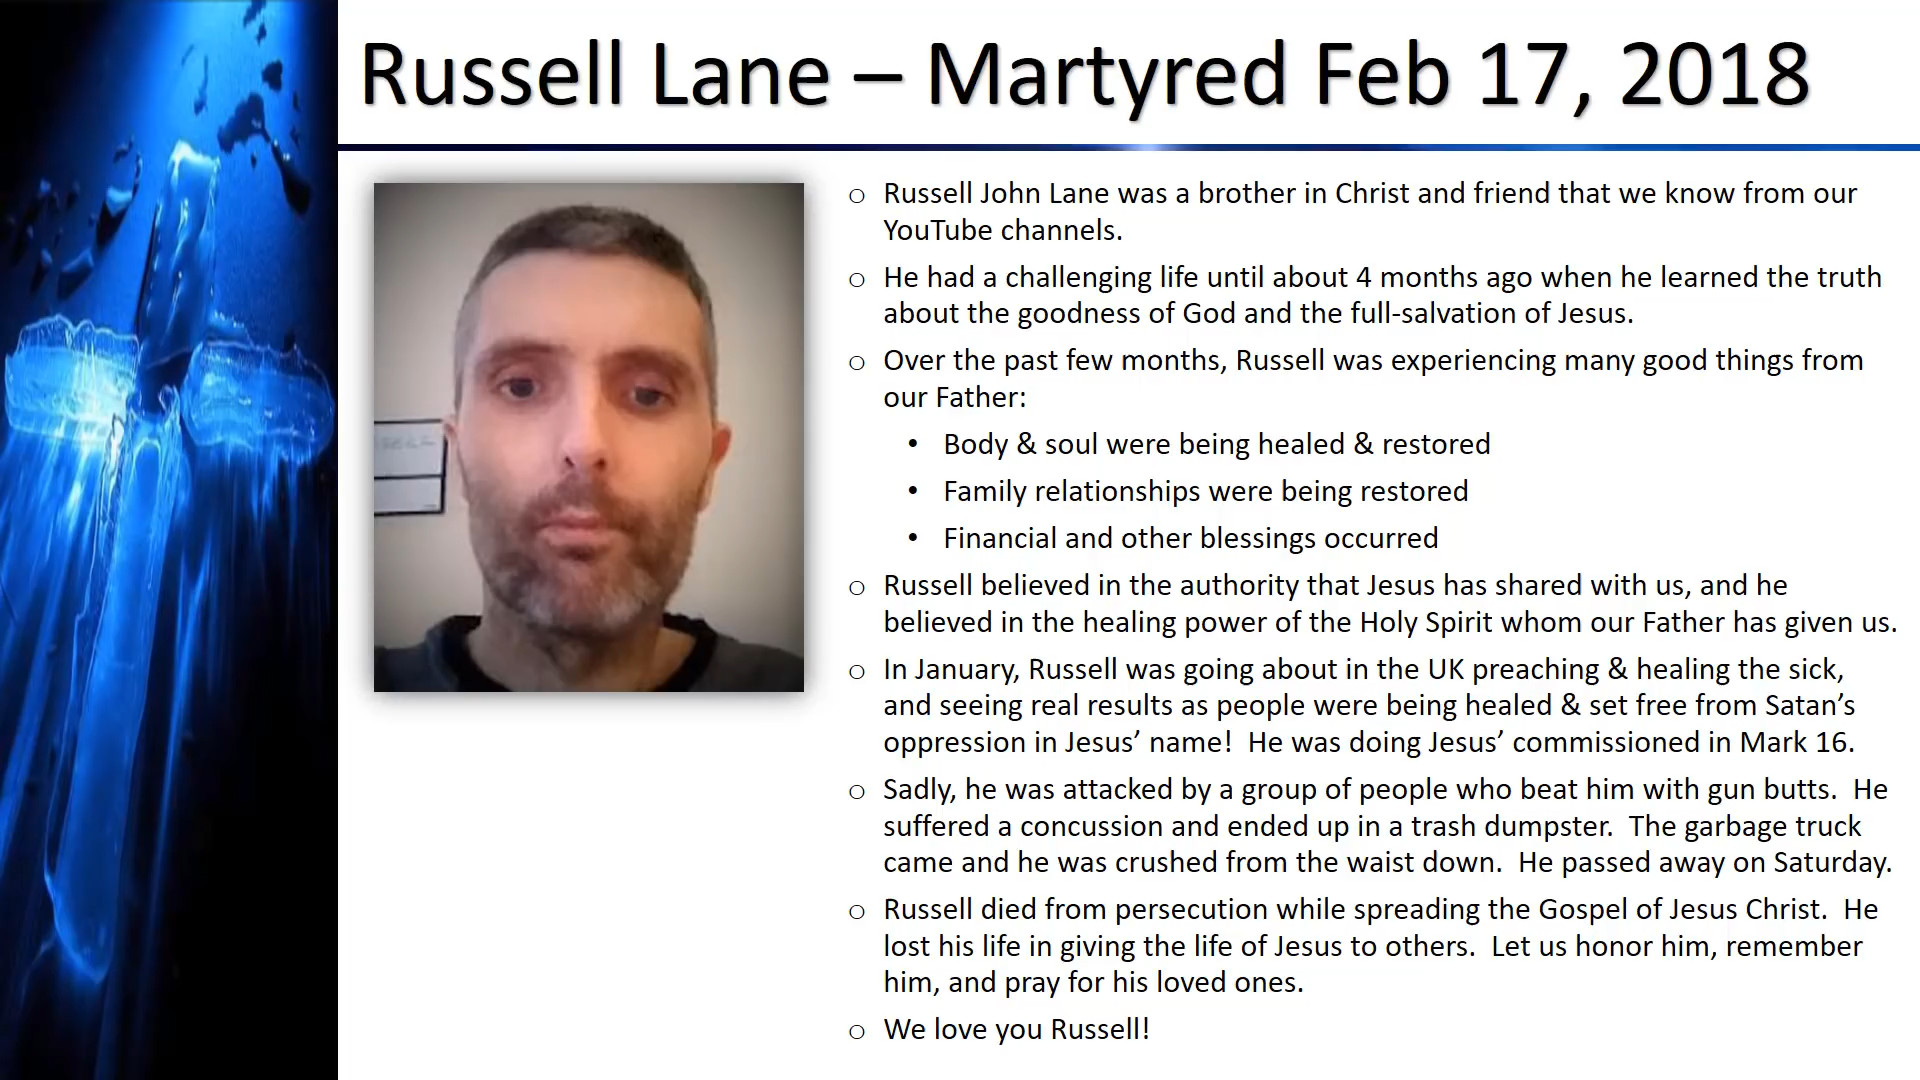 Russell Lane – Martyred Feb 17, 2018
o Russell John Lane was a brother in Christ and friend that we know from our
YouTube channels.
o He had a challenging life until about 4 months ago when he learned the truth
about the goodness of God and the full-salvation of Jesus.
o Over the past few months, Russell was experiencing many good things from
our Father:
• Body & soul were being healed & restored
• Family relationships were being restored
• Financial and other blessings occurred
o Russell believed in the authority that Jesus has shared with us, and he
believed in the healing power of the Holy Spirit whom our Father has given us.
o In January, Russell was going about in the UK preaching & healing the sick,
and seeing real results as people were being healed & set free from Satan’s
oppression in Jesus’ name!  He was doing Jesus’ commissioned in Mark 16.
o Sadly, he was attacked by a group of people who beat him with gun butts.  He
suffered a concussion and ended up in a trash dumpster.  The garbage truck
came and he was crushed from the waist down.  He passed away on Saturday.
o Russell died from persecution while spreading the Gospel of Jesus Christ.  He
lost his life in giving the life of Jesus to others.  Let us honor him, remember
him, and pray for his loved ones.
o We love you Russell!